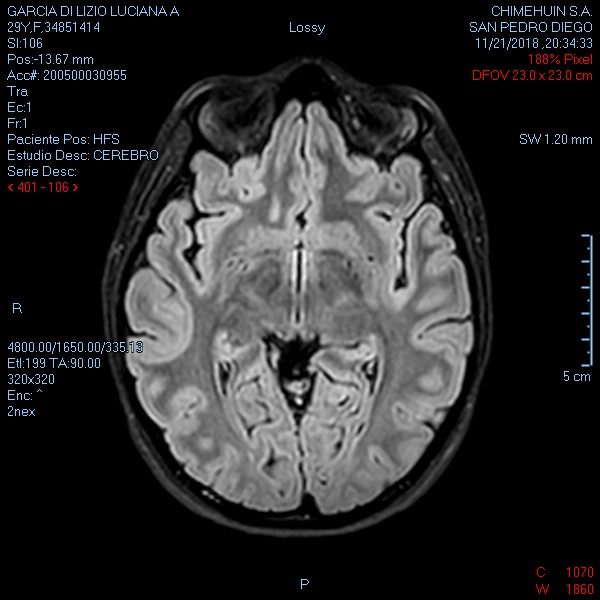 GARCIA DI LIZIO LUCIANA A
29Y,F,34851414
Sl:106
Pos:-13.67 mm
Acc#: 200500030955
Tra
Ec:1
Fr:1
Paciente Pos: HFS
Estudio Desc: CEREBRO
Serie Desc:
< 401 - 106 >
Lossy
CHIMEHUIN S.A.
SAN PEDRO DIEGO
11/21/2018 ,20:34:33
188% Pixel
DFOV 23.0 x 23.0 cm
SW 1.20 mm
R
4800.00/1650.00/335.13
Etl:199 TA:90.00
320x320
Enc: ^
2nex
5 cm
P
C 1070
W 1860